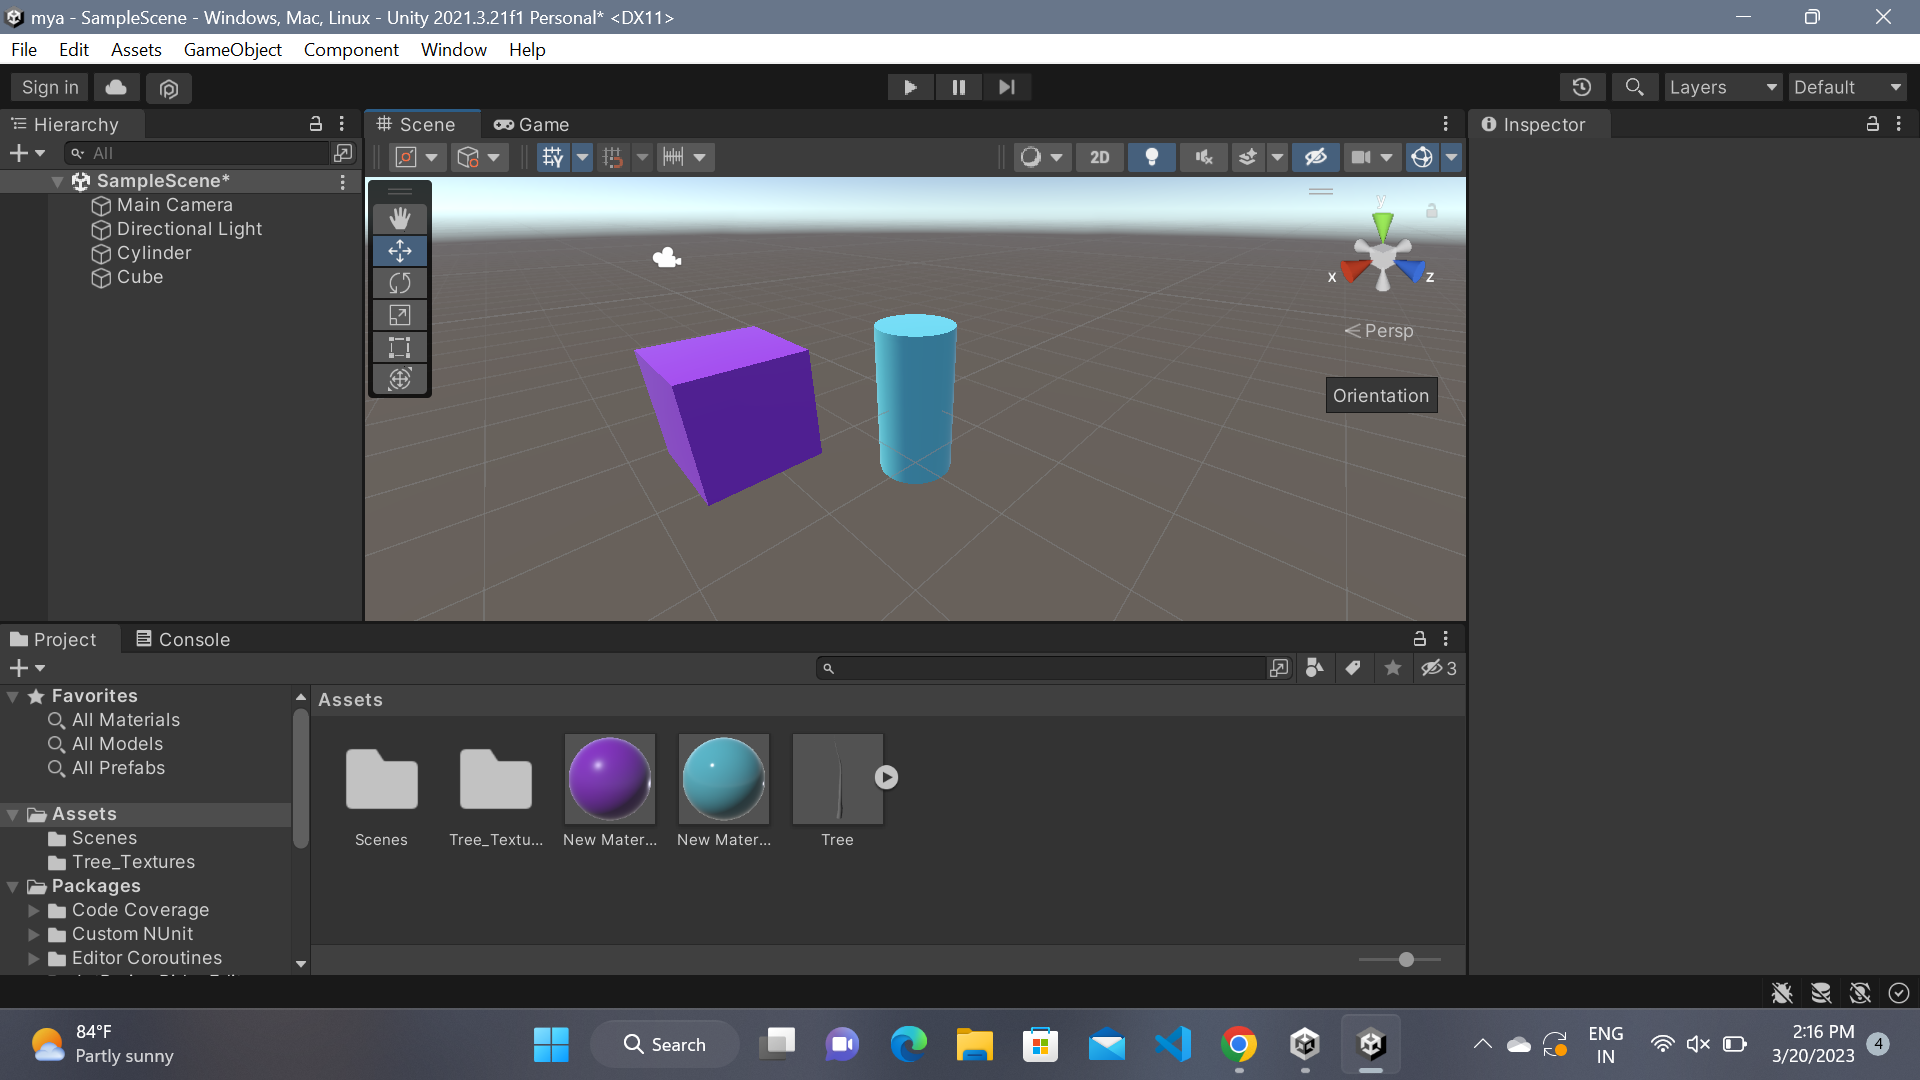 mya - SampleScene - Windows, Mac, Linux - Unity 2021.3.21f1 Personal* <DX11>
File Edit Assets GameObject Component Window Help
Sign in Layers Default
Hierarchy
All
SampleScene*
Main Camera
Directional Light
Cylinder
Cube
Scene Game
2D
y
x z
Persp
Orientation
Inspector
Project Console
3
Favorites
All Materials
All Models
All Prefabs
Assets
Scenes
Tree_Textures
Packages
Code Coverage
Custom NUnit
Editor Coroutines
Assets
Scenes Tree_Textu... New Mater... New Mater... Tree
84°F
Partly sunny
Search
ENG
IN
2:16 PM
3/20/2023
4